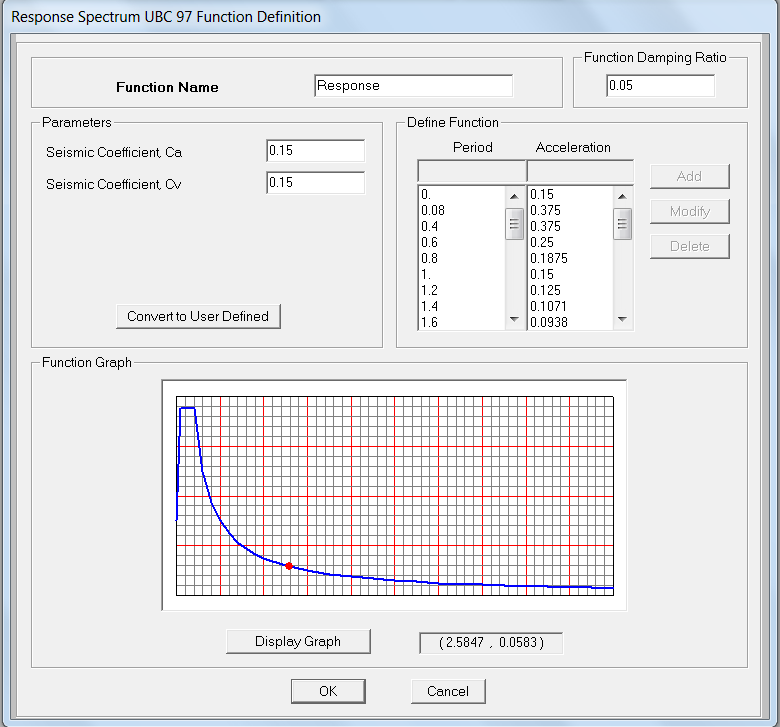 Response Spectrum UBC 97 Function Definition
Function Name
Response
Function Damping Ratio
0.05
Parameters
Seismic Coefficient, Ca
0.15
Seismic Coefficient, Cv
0.15
Convert to User Defined
Define Function
Period Acceleration
0. 0.15
0.08 0.375
0.4 0.375
0.6 0.25
0.8 0.1875
1. 0.15
1.2 0.125
1.4 0.1071
1.6 0.0938
Add
Modify
Delete
Function Graph
Display Graph
( 2.5847 , 0.0583 )
OK
Cancel